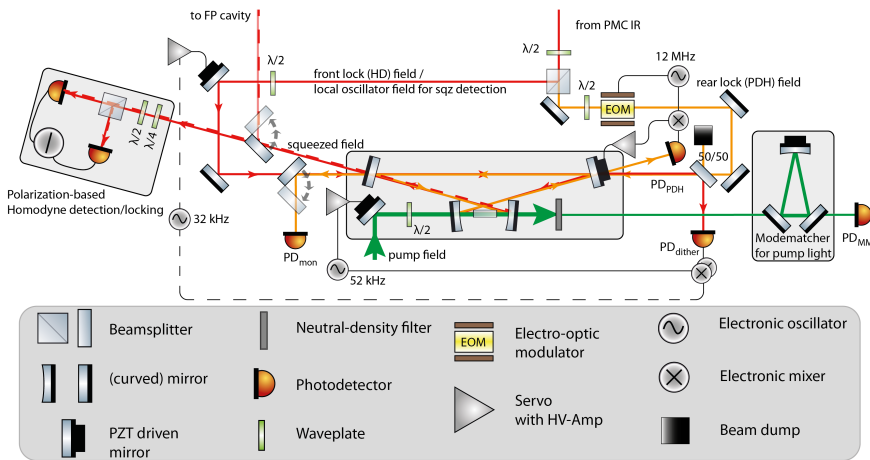 to FP cavity
from PMC IR
λ/2
λ/2
12 MHz
front lock (HD) field /
local oscillator field for sqz detection
λ/2
EOM
rear lock (PDH) field
λ/2
λ/4
squeezed field
50/50
PDPDH
Polarization-based
Homodyne detection/locking
32 kHz
λ/2
PDmon
pump field
52 kHz
PDdither
Modematcher
for pump light
PDMM
Beamsplitter
Neutral-density filter
EOM
Electro-optic
modulator
Electronic oscillator
(curved) mirror
Photodetector
Electronic mixer
PZT driven
mirror
Waveplate
Servo
with HV-Amp
Beam dump